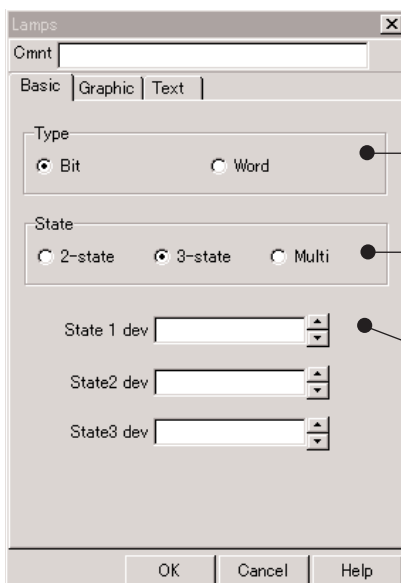 Lamps
Cmnt
Basic Graphic Text
Type
Bit Word
State
2-state 3-state Multi
State 1 dev
State2 dev
State3 dev
OK Cancel Help